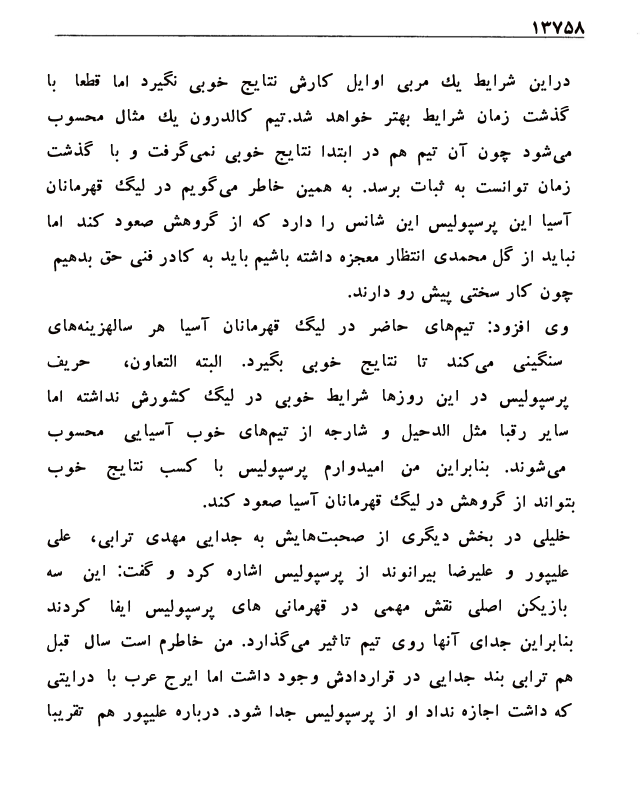 ۱۳۷۵۸
دراین شرایط یك مربی اوایل کارش نتایج خوبی نگیرد اما قطعا با
گذشت زمان شرایط بهتر خواهد شد.تیم کالدرون یك مثال محسوب
می‌شود چون آن تیم هم در ابتدا نتایج خوبی نمی‌گرفت و با گذشت
زمان توانست به ثبات برسد. به همین خاطر می‌گویم در لیگ قهرمانان
آسیا این پرسپولیس این شانس را دارد که از گروهش صعود کند اما
نباید از گل محمدی انتظار معجزه داشته باشیم باید به کادر فنی حق بدهیم
چون کار سختی پیش رو دارند.
وی افزود: تیم‌های حاضر در لیگ قهرمانان آسیا هر سالهزینه‌های
سنگینی می‌کند تا نتایج خوبی بگیرد. البته التعاون، حریف
پرسپولیس در این روزها شرایط خوبی در لیگ کشورش نداشته اما
سایر رقبا مثل الدحیل و شارجه از تیم‌های خوب آسیایی محسوب
می‌شوند. بنابراین من امیدوارم پرسپولیس با کسب نتایج خوب
بتواند از گروهش در لیگ قهرمانان آسیا صعود کند.
خلیلی در بخش دیگری از صحبت‌هایش به جدایی مهدی ترابی، علی
علیپور و علیرضا بیرانوند از پرسپولیس اشاره کرد و گفت: این سه
بازیکن اصلی نقش مهمی در قهرمانی های پرسپولیس ایفا کردند
بنابراین جدای آنها روی تیم تاثیر می‌گذارد. من خاطرم است سال قبل
هم ترابی بند جدایی در قراردادش وجود داشت اما ایرج عرب با درایتی
که داشت اجازه نداد او از پرسپولیس جدا شود. درباره علیپور هم تقریبا